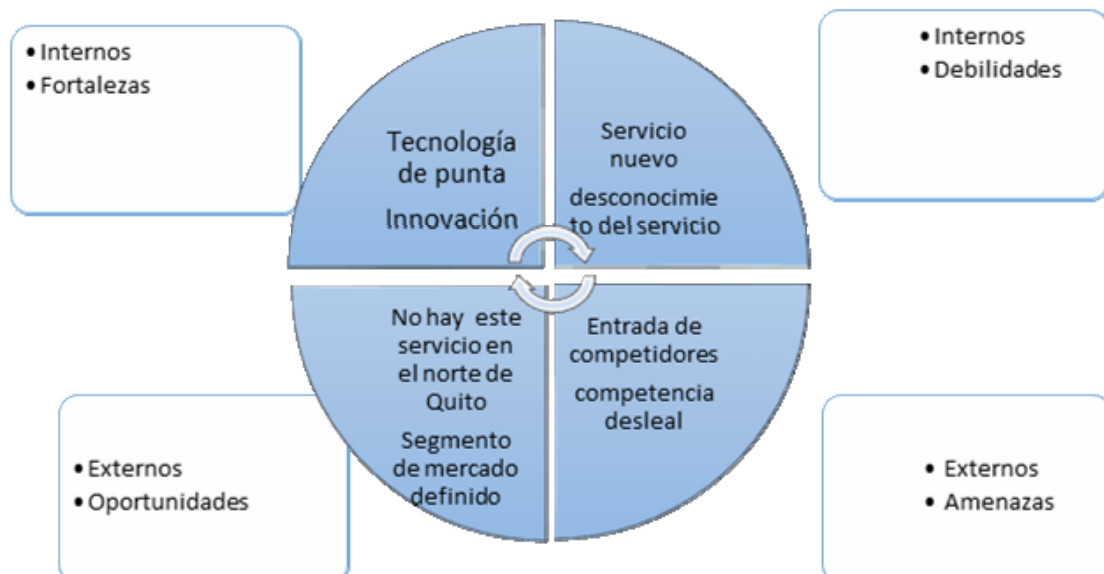 • Internos
• Fortalezas
Tecnología
de punta
Innovación
Servicio
nuevo
desconocimie
to del servicio
• Internos
• Debilidades
• Externos
• Oportunidades
No hay este
servicio en
el norte de
Quito
Segmento
de mercado
definido
Entrada de
competidores
competencia
desleal
• Externos
• Amenazas